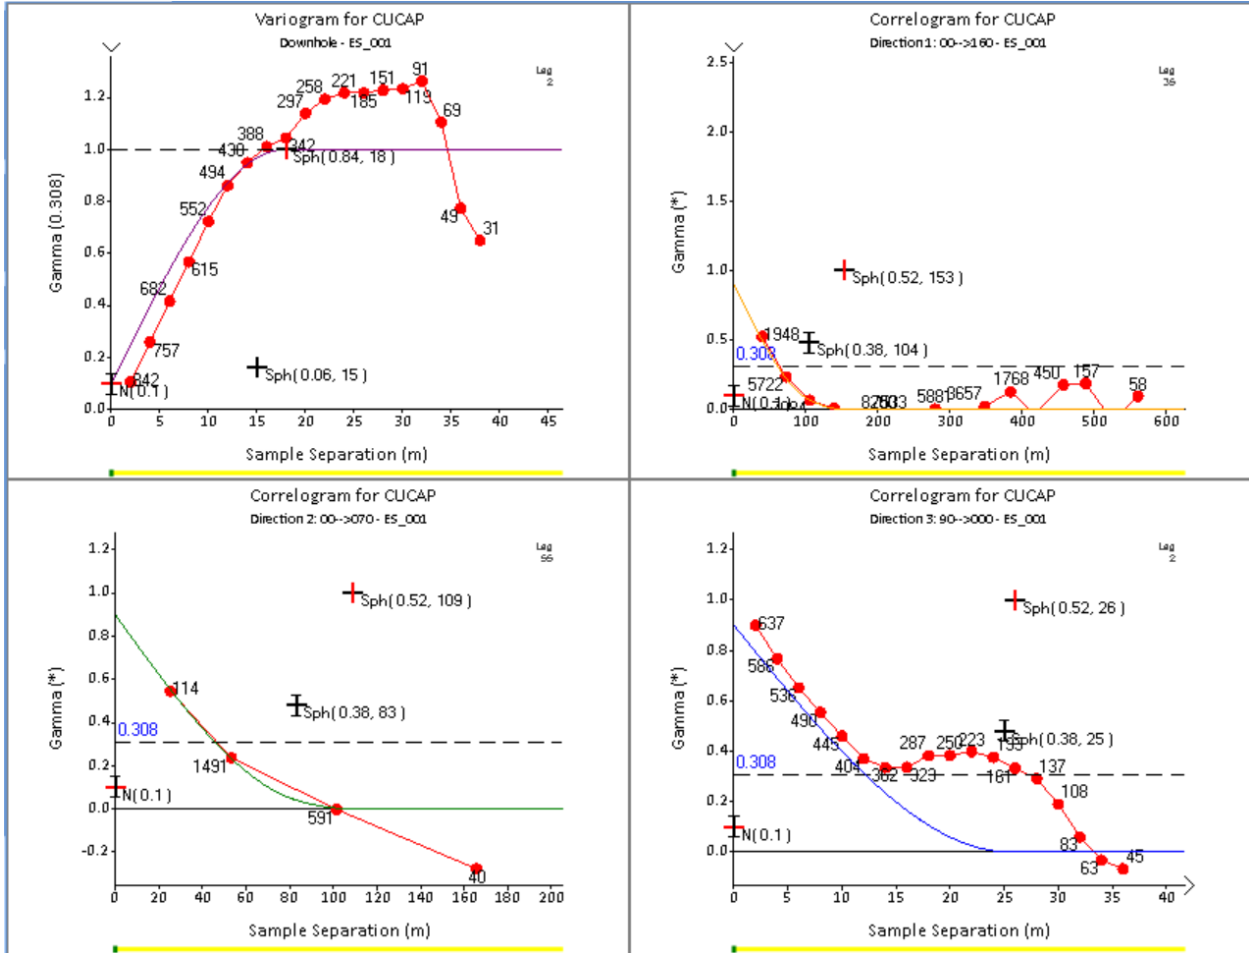 Variogram for CUCAP
Downhole - ES_001
Lag
2
Gamma (0.308)
1.2
1.0
0.8
0.6
0.4
0.2
0.0
842
757
682
615
552
494
430
388
342
297
258
221
185
151
119
91
69
49
31
Sph( 0.84, 18 )
Sph( 0.06, 15 )
N( 0.1 )
0 5 10 15 20 25 30 35 40 45
Sample Separation (m)
Correlogram for CUCAP
Direction 1: 00-->160 - ES_001
Lag
36
Gamma (*)
2.5
2.0
1.5
1.0
0.5
0.0
Sph( 0.52, 153 )
1948
Sph( 0.38, 104 )
0.308
5722
N( 0.1 )
5881
3657
1768
450
157
58
0 100 200 300 400 500 600
Sample Separation (m)
Correlogram for CUCAP
Direction 2: 00-->070 - ES_001
Lag
56
Gamma (*)
1.2
1.0
0.8
0.6
0.4
0.2
0.0
-0.2
Sph( 0.52, 109 )
114
Sph( 0.38, 83 )
0.308
1491
N( 0.1 )
591
40
0 20 40 60 80 100 120 140 160 180 200
Sample Separation (m)
Correlogram for CUCAP
Direction 3: 90-->000 - ES_001
Lag
2
Gamma (*)
1.2
1.0
0.8
0.6
0.4
0.2
0.0
Sph( 0.52, 26 )
637
586
536
490
445
404
362
323
287
250
223
193
161
137
108
83
63
45
Sph( 0.38, 25 )
0.308
N( 0.1 )
0 5 10 15 20 25 30 35 40
Sample Separation (m)